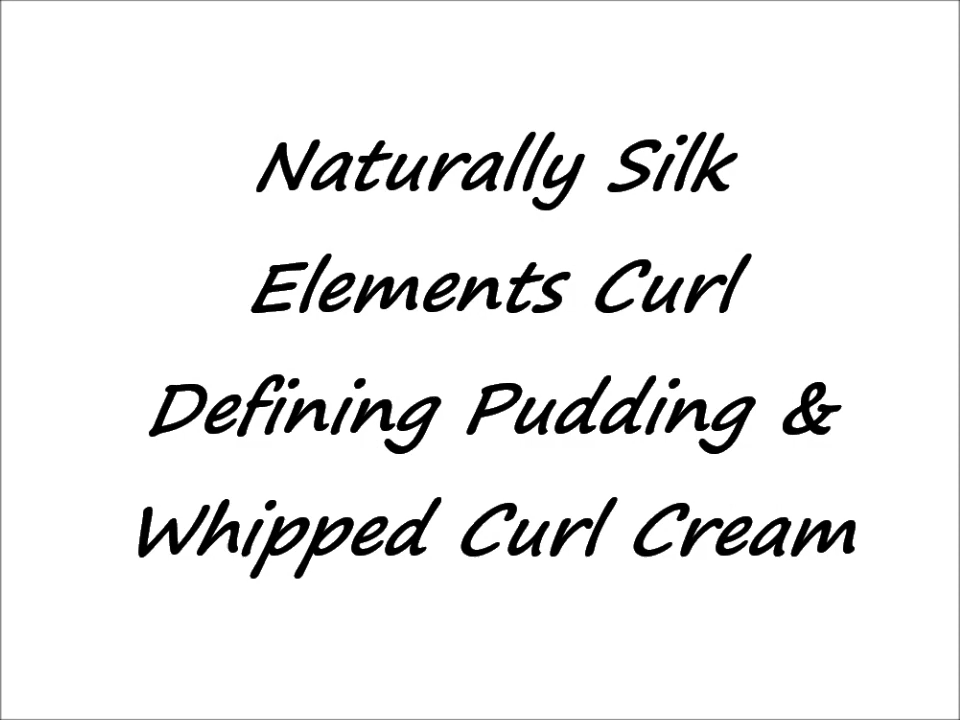 Naturally Silk
Elements Curl
Defining Pudding &
Whipped Curl Cream